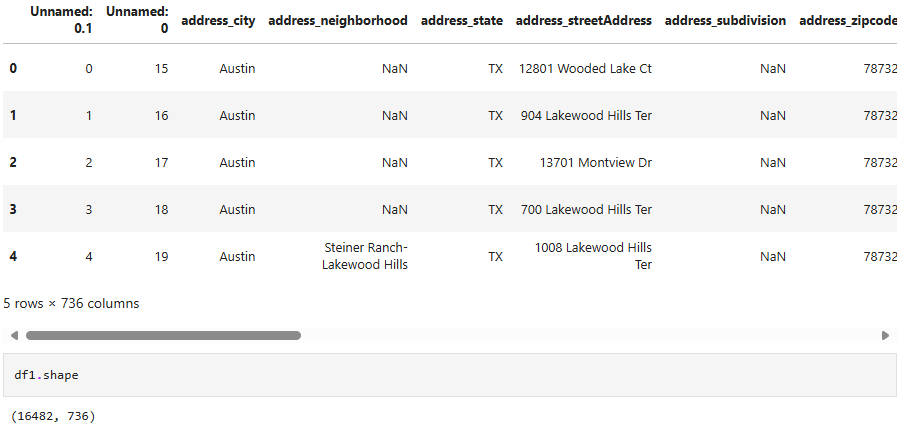 Unnamed: 0.1 Unnamed: 0 address_city address_neighborhood address_state address_streetAddress address_subdivision address_zipcode
0 0 15 Austin NaN TX 12801 Wooded Lake Ct NaN 78732
1 1 16 Austin NaN TX 904 Lakewood Hills Ter NaN 78732
2 2 17 Austin NaN TX 13701 Montview Dr NaN 78732
3 3 18 Austin NaN TX 700 Lakewood Hills Ter NaN 78732
4 4 19 Austin Steiner Ranch-Lakewood Hills TX 1008 Lakewood Hills Ter NaN 78732
5 rows × 736 columns
df1.shape
(16482, 736)